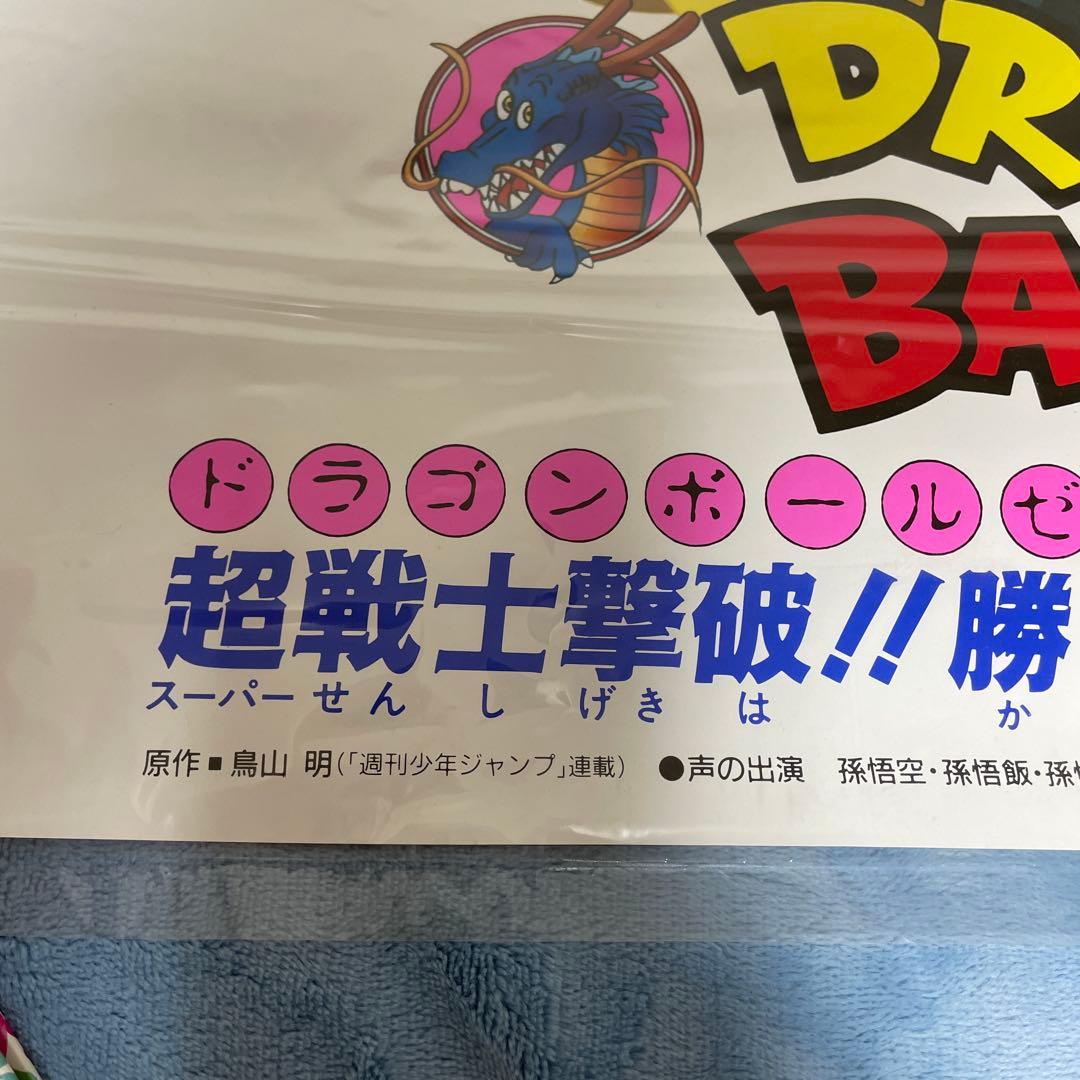 DR
BA
ドラゴンボールゼ
超戦士撃破!!勝
スーパーせんしげきはか
原作■鳥山 明(「週刊少年ジャンプ」連載) ●声の出演 孫悟空・孫悟飯・孫悟